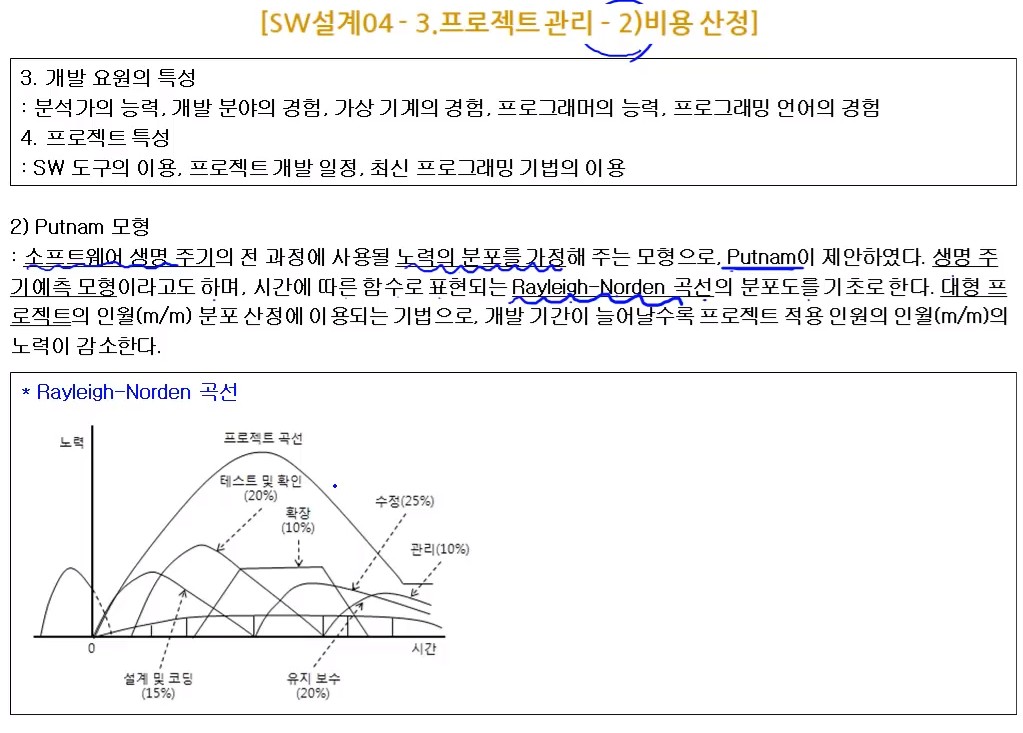 [SW설계04 - 3.프로젝트 관리 - 2)비용 산정]
3. 개발 요원의 특성
: 분석가의 능력, 개발 분야의 경험, 가상 기계의 경험, 프로그래머의 능력, 프로그래밍 언어의 경험
4. 프로젝트 특성
: SW 도구의 이용, 프로젝트 개발 일정, 최신 프로그래밍 기법의 이용
2) Putnam 모형
: 소프트웨어 생명 주기의 전 과정에 사용될 노력의 분포를 가정해 주는 모형으로, Putnam이 제안하였다. 생명 주
기예측 모형이라고도 하며, 시간에 따른 함수로 표현되는 Rayleigh-Norden 곡선의 분포도를 기초로 한다. 대형 프
로젝트의 인월(m/m) 분포 산정에 이용되는 기법으로, 개발 기간이 늘어날수록 프로젝트 적용 인원의 인월(m/m)의
노력이 감소한다.
* Rayleigh-Norden 곡선
노력
프로젝트 곡선
테스트 및 확인
(20%)
수정(25%)
확장
(10%)
관리(10%)
0
시간
설계 및 코딩
(15%)
유지 보수
(20%)